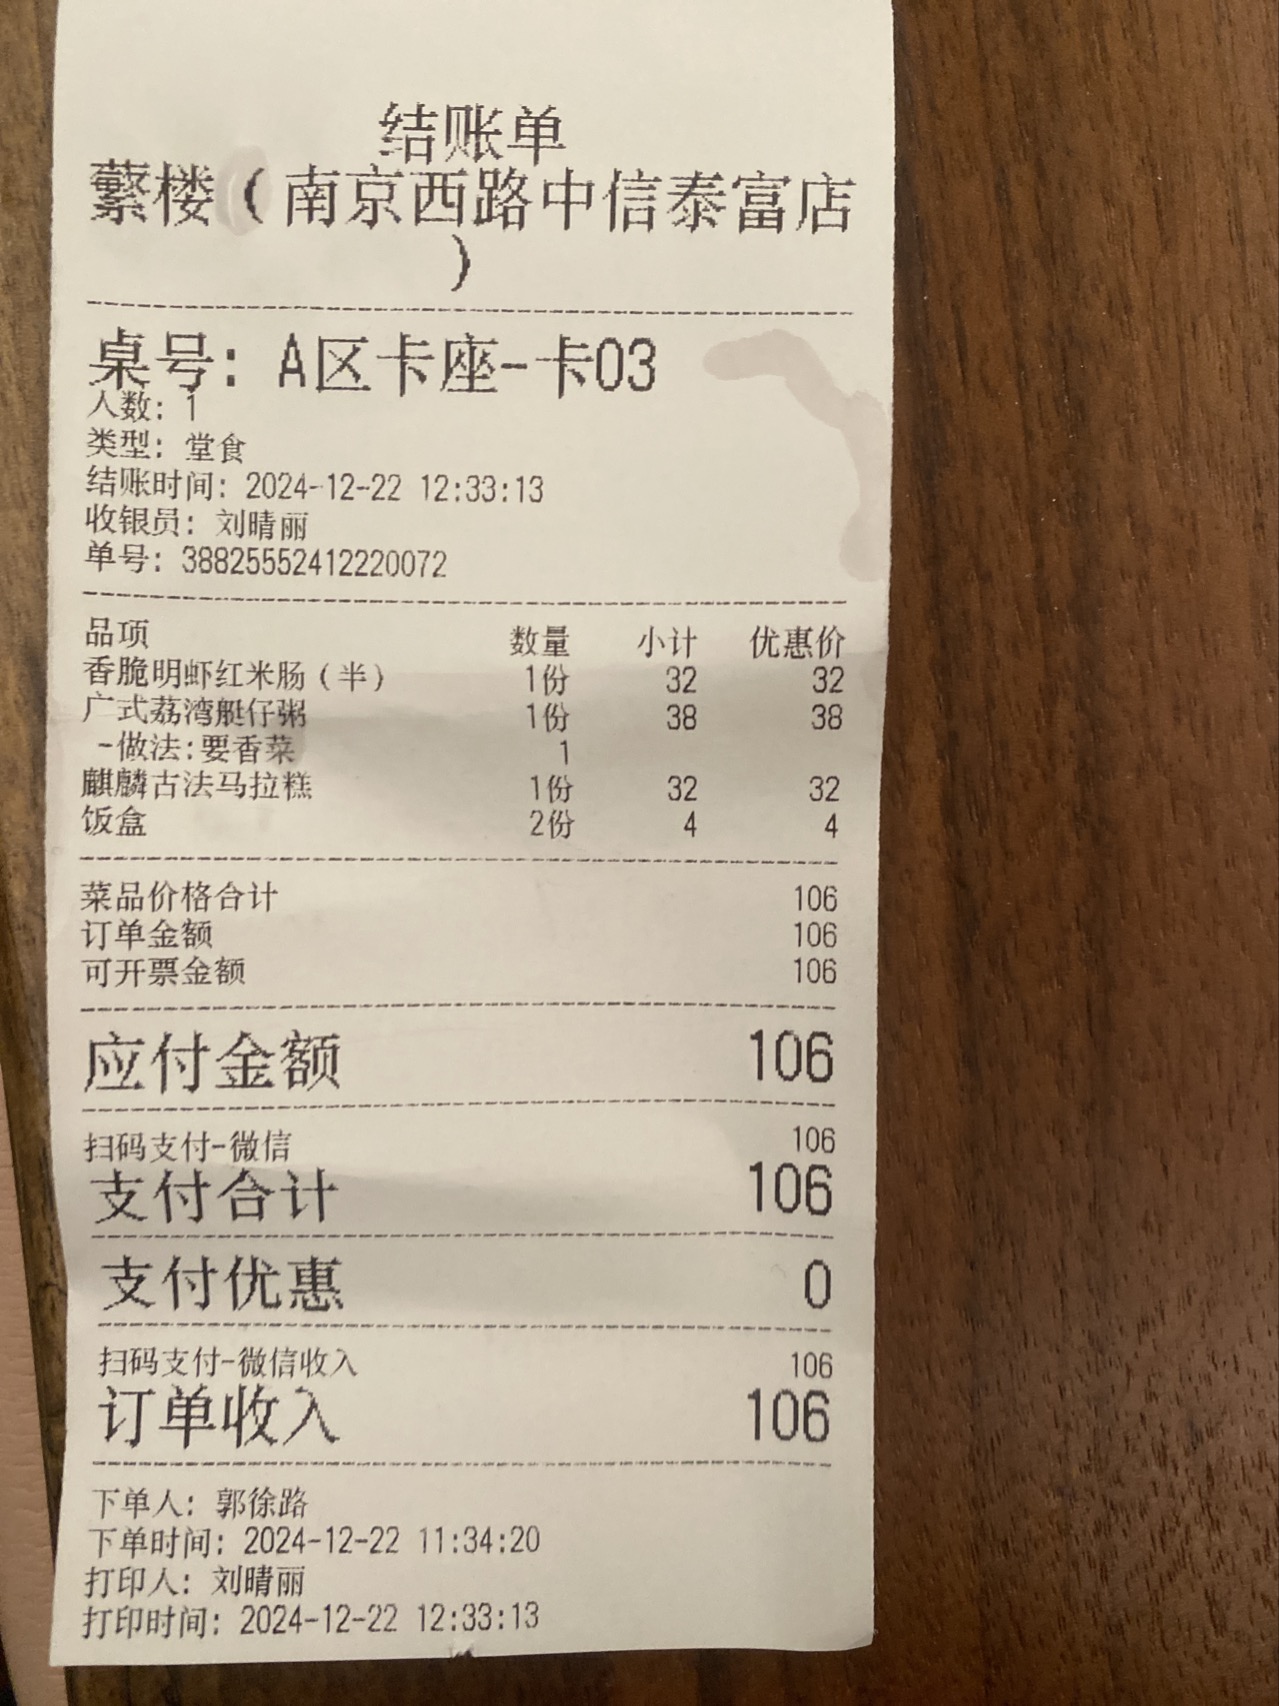 结账单
蘩楼（南京西路中信泰富店
）
桌号: A区卡座-卡03
人数: 1
类型: 堂食
结账时间: 2024-12-22 12:33:13
收银员: 刘晴丽
单号: 38825552412220072
品项 数量 小计 优惠价
香脆明虾红米肠（半） 1份 32 32
广式荔湾艇仔粥 1份 38 38
-做法:要香菜 1
麒麟古法马拉糕 1份 32 32
饭盒 2份 4 4
菜品价格合计 106
订单金额 106
可开票金额 106
应付金额 106
扫码支付-微信 106
支付合计 106
支付优惠 0
扫码支付-微信收入 106
订单收入 106
下单人: 郭徐路
下单时间: 2024-12-22 11:34:20
打印人: 刘晴丽
打印时间: 2024-12-22 12:33:13